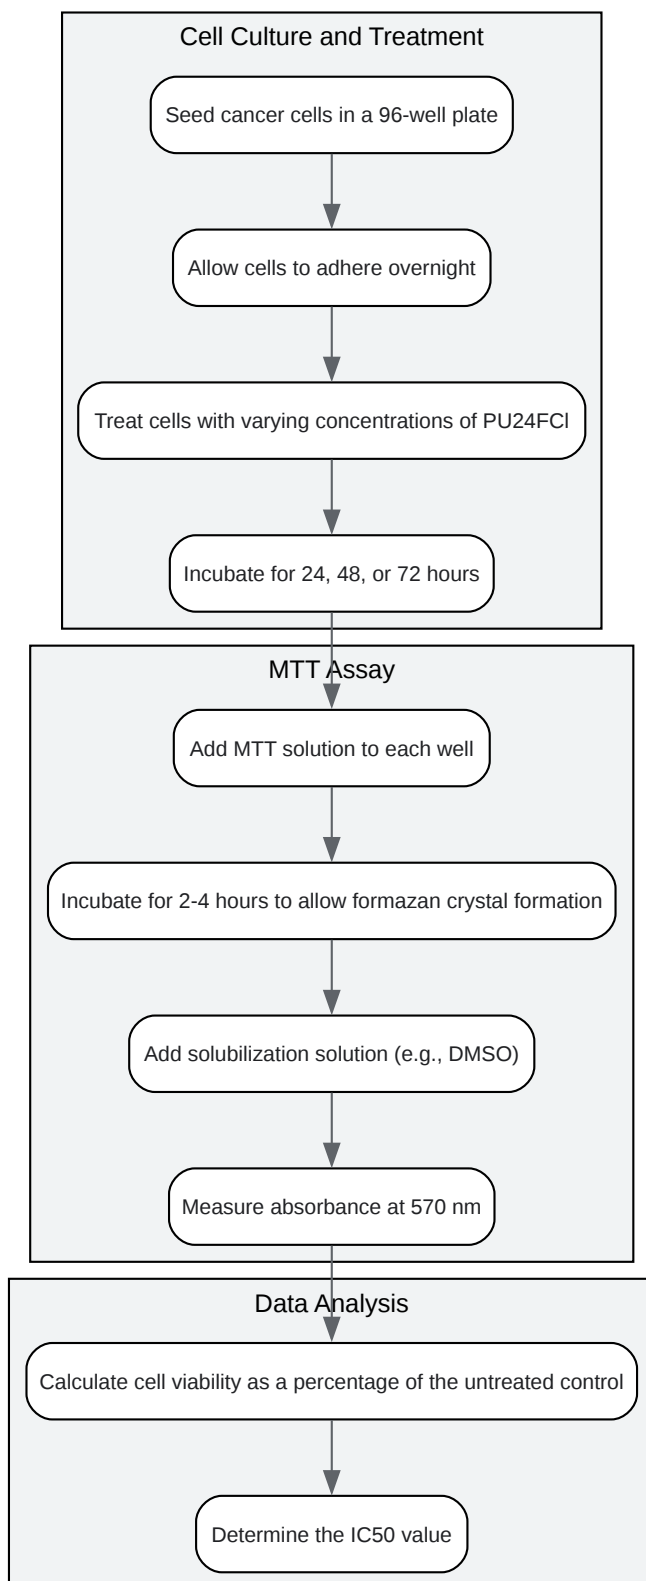 Cell Culture and Treatment
Seed cancer cells in a 96-well plate
Allow cells to adhere overnight
Treat cells with varying concentrations of PU24FCl
Incubate for 24, 48, or 72 hours
MTT Assay
Add MTT solution to each well
Incubate for 2-4 hours to allow formazan crystal formation
Add solubilization solution (e.g., DMSO)
Measure absorbance at 570 nm
Data Analysis
Calculate cell viability as a percentage of the untreated control
Determine the IC50 value